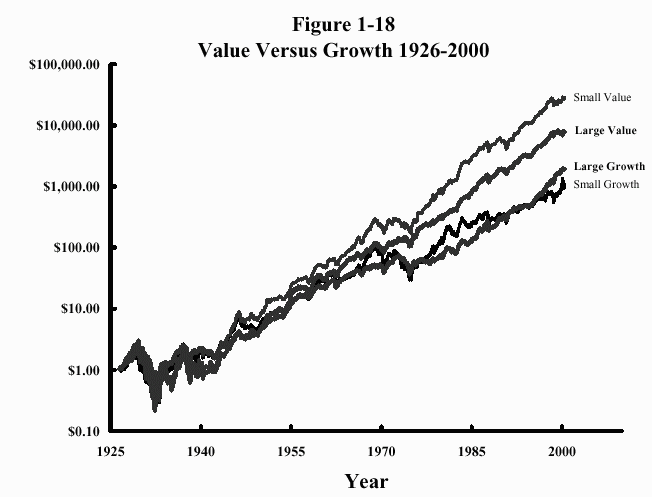 Figure 1-18
Value Versus Growth 1926-2000
$100,000.00
$10,000.00
$1,000.00
$100.00
$10.00
$1.00
$0.10
Small Value
Large Value
Large Growth
Small Growth
1925 1940 1955 1970 1985 2000
Year